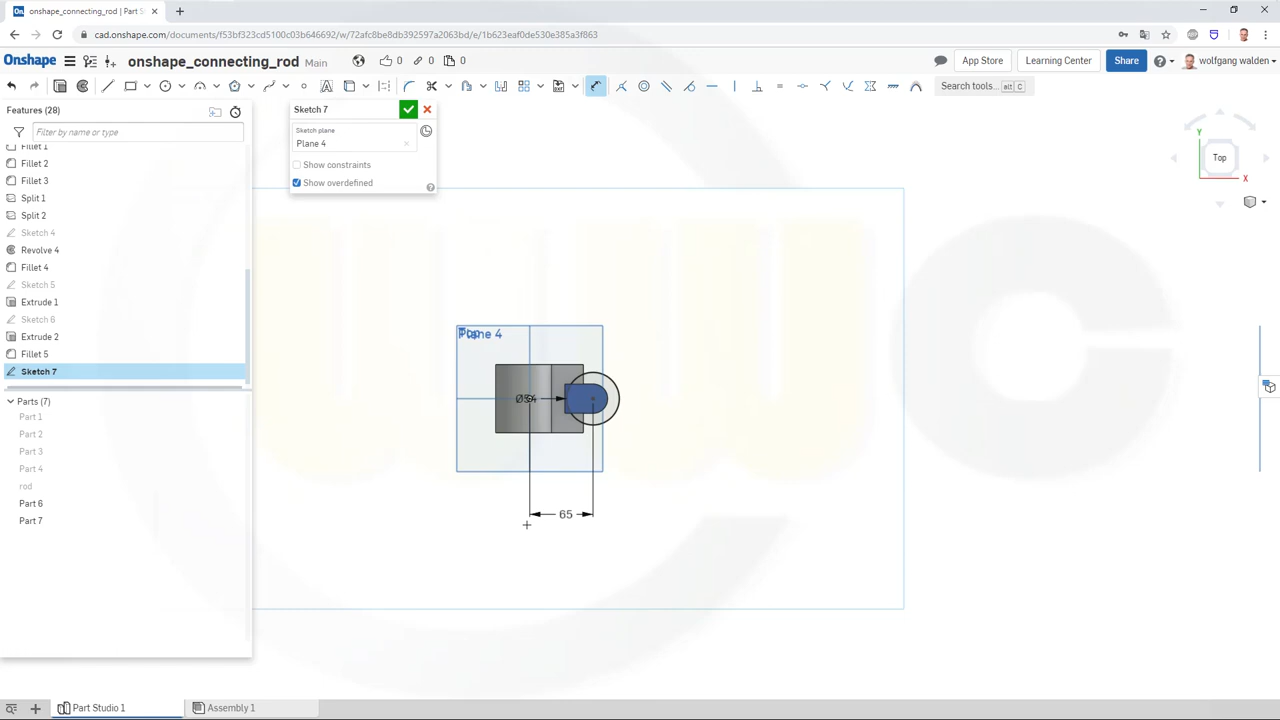 onshape_connecting_rod | Part S
cad.onshape.com/documents/f53bf323cd5100c03b646692/w/72afc8be8db392597a2063bd/e/1b623eaf0de530e385a3c866
Onshape
onshape_connecting_rod
Main
0
0
0
App Store
Learning Center
Share
wolfgang walden
Search tools...
alt
C
Features (28)
Filter by name or type
Fillet 1
Fillet 2
Fillet 3
Split 1
Split 2
Sketch 4
Revolve 4
Fillet 4
Sketch 5
Extrude 1
Sketch 6
Extrude 2
Fillet 5
Sketch 7
Parts (7)
Part 1
Part 2
Part 3
Part 4
rod
Part 6
Part 7
Sketch 7
Sketch plane
Plane 4
Show constraints
Show overdefined
Plane 4
65
Y
Top
X
Part Studio 1
Assembly 1